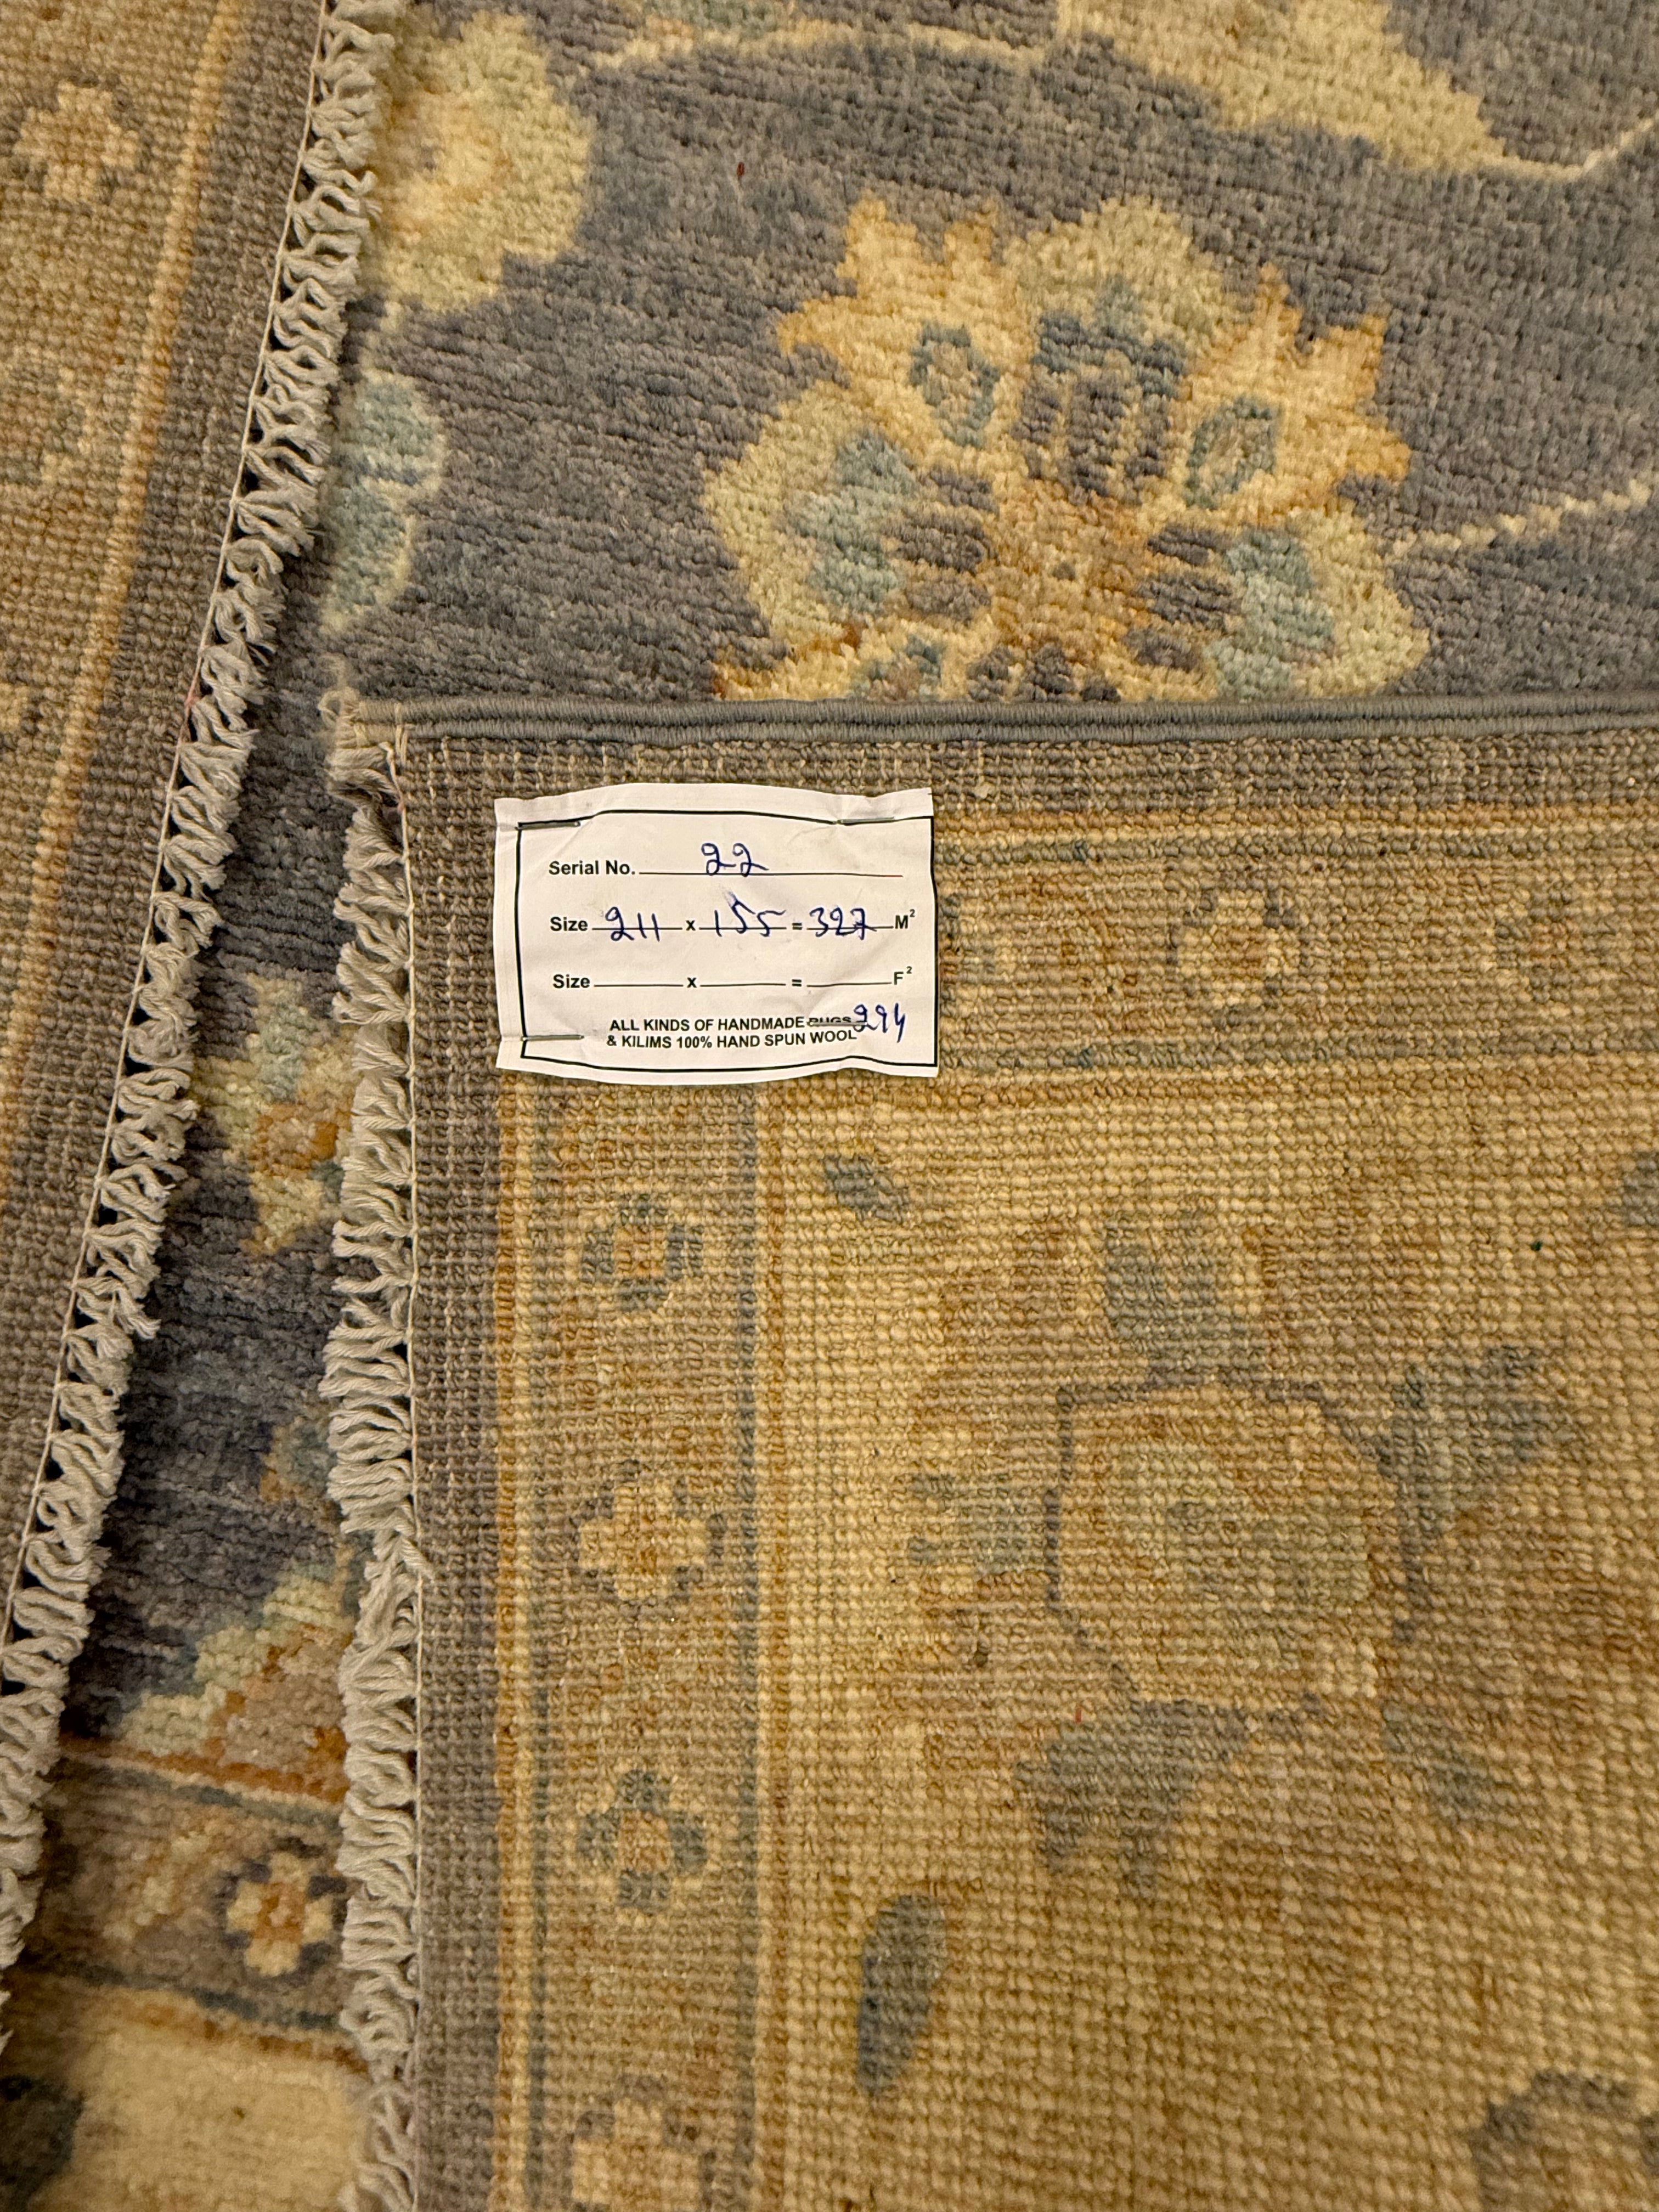 Serial No. 22
Size 211 x 155 = 327 M²
Size x = F²
ALL KINDS OF HANDMADE RUGS 294
& KILIMS 100% HAND SPUN WOOL